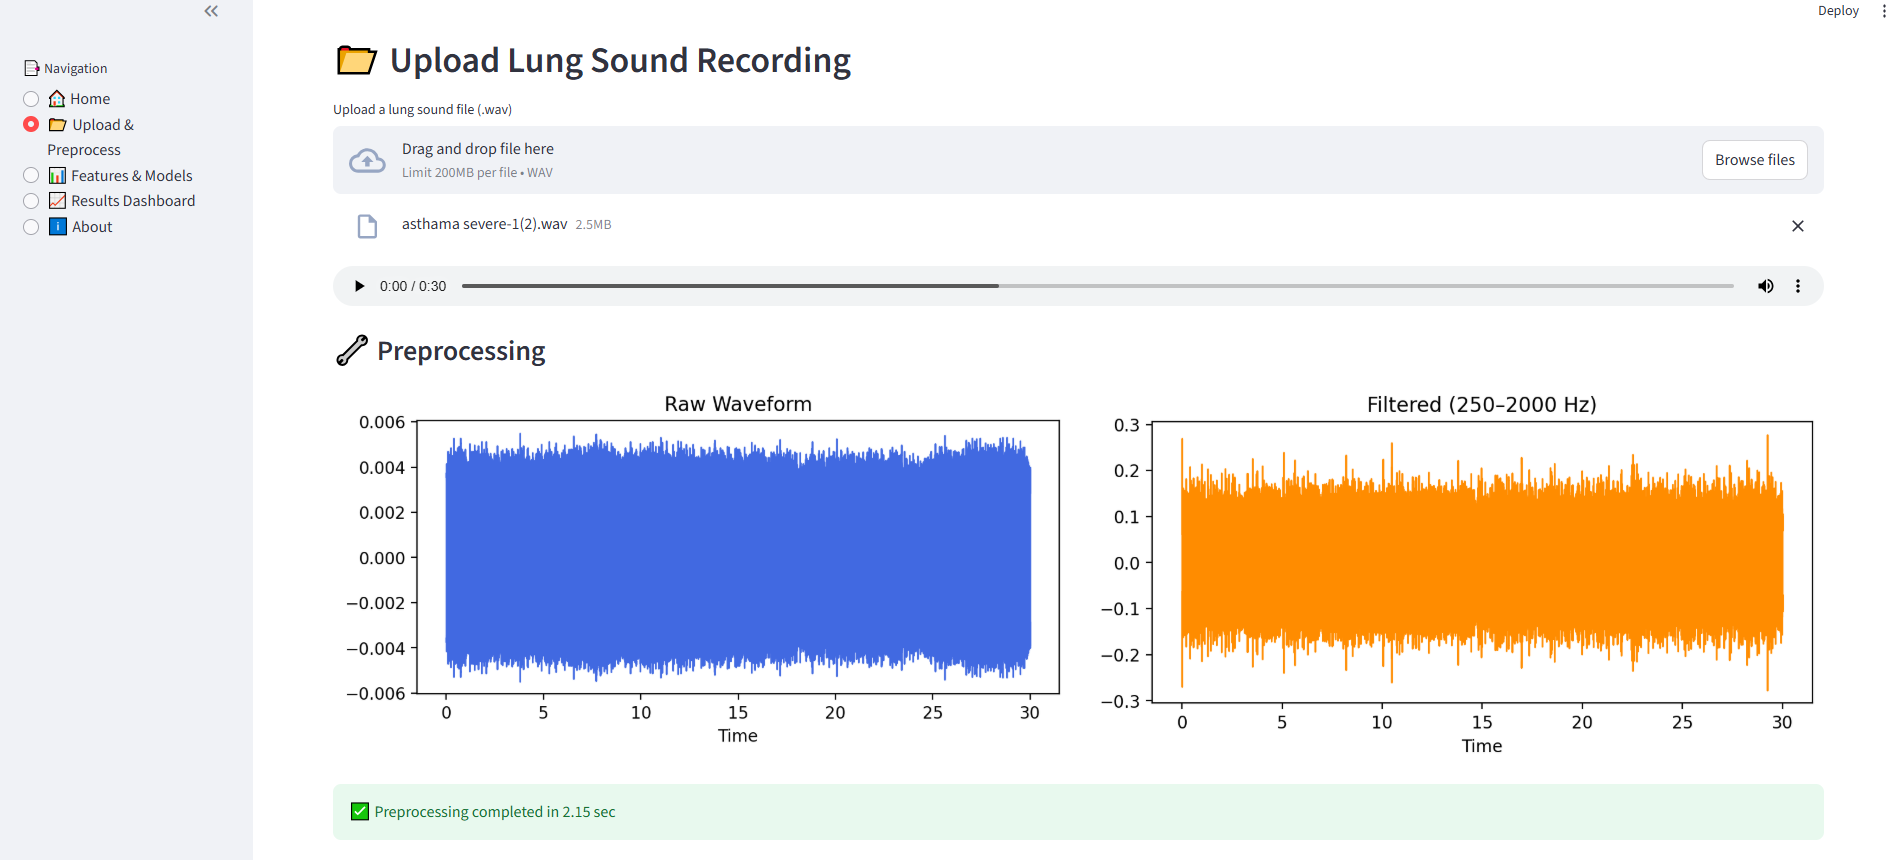 Deploy
Navigation
Home
Upload &
Preprocess
Features & Models
Results Dashboard
About
Upload Lung Sound Recording
Upload a lung sound file (.wav)
Drag and drop file here
Limit 200MB per file • WAV
Browse files
asthama severe-1(2).wav 2.5MB
0:00 / 0:30
Preprocessing
Raw Waveform
0.006
0.004
0.002
0.000
−0.002
−0.004
−0.006
0 5 10 15 20 25 30
Time
Filtered (250–2000 Hz)
0.3
0.2
0.1
0.0
−0.1
−0.2
−0.3
0 5 10 15 20 25 30
Time
Preprocessing completed in 2.15 sec